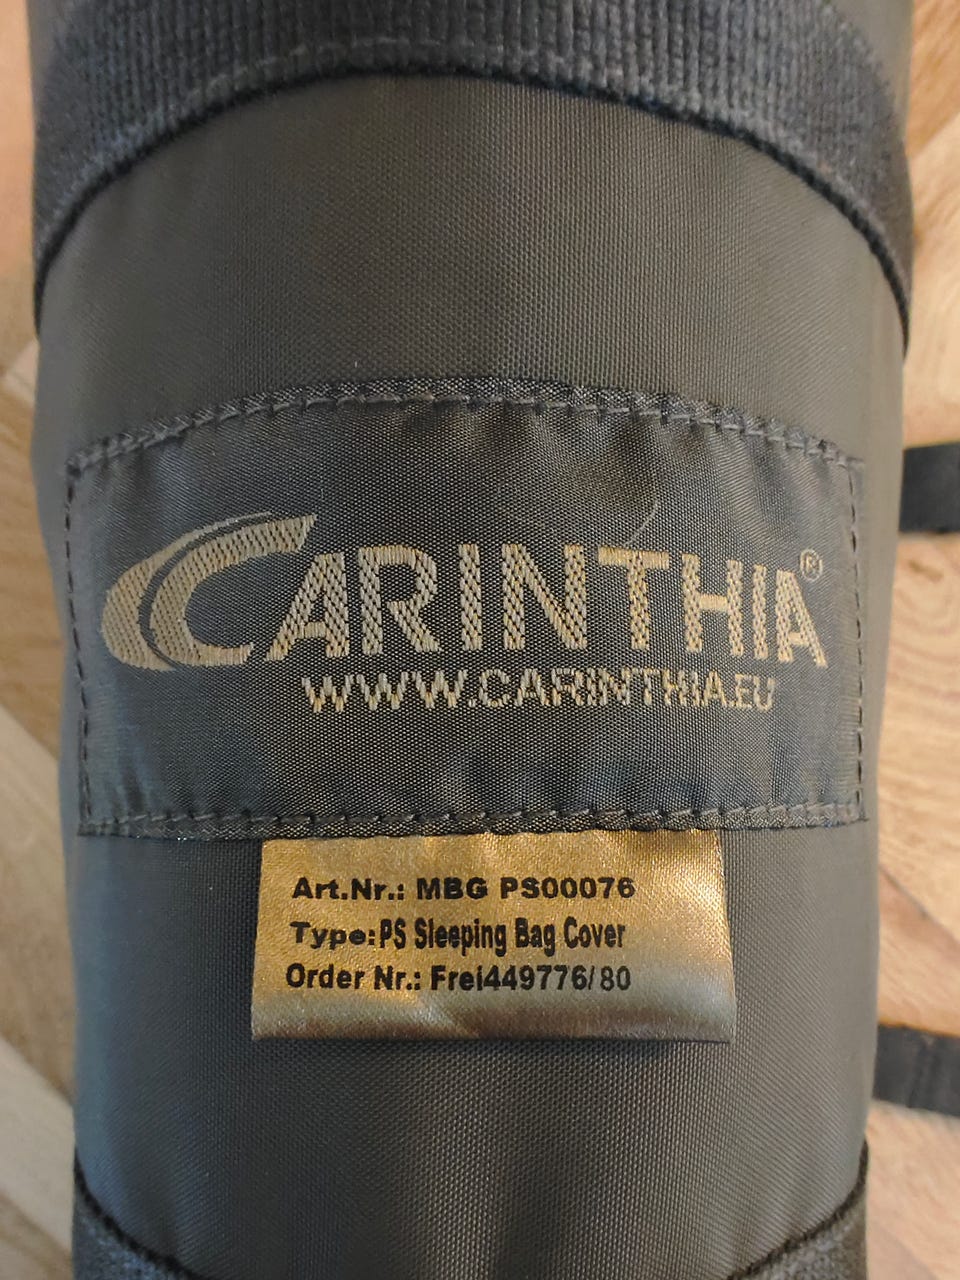 CARINTHIA®
WWW.CARINTHIA.EU
Art.Nr.: MBG PS00076
Type:PS Sleeping Bag Cover
Order Nr.: Frei449776/80